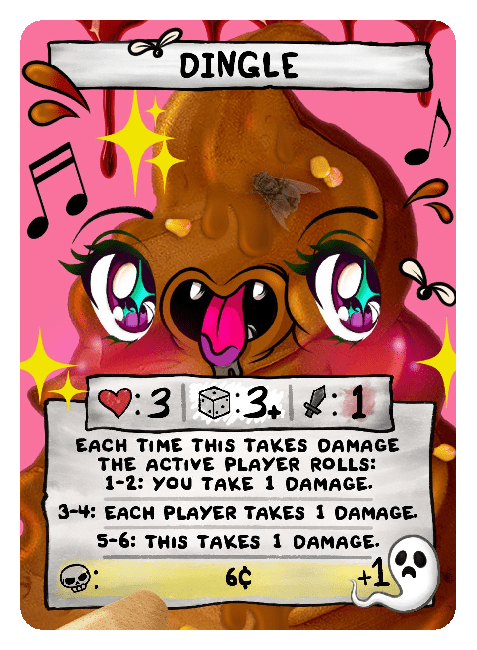 DINGLE
:3 :3+ :1
EACH TIME THIS TAKES DAMAGE
THE ACTIVE PLAYER ROLLS:
1-2: YOU TAKE 1 DAMAGE.
3-4: EACH PLAYER TAKES 1 DAMAGE.
5-6: THIS TAKES 1 DAMAGE.
: 6¢ +1